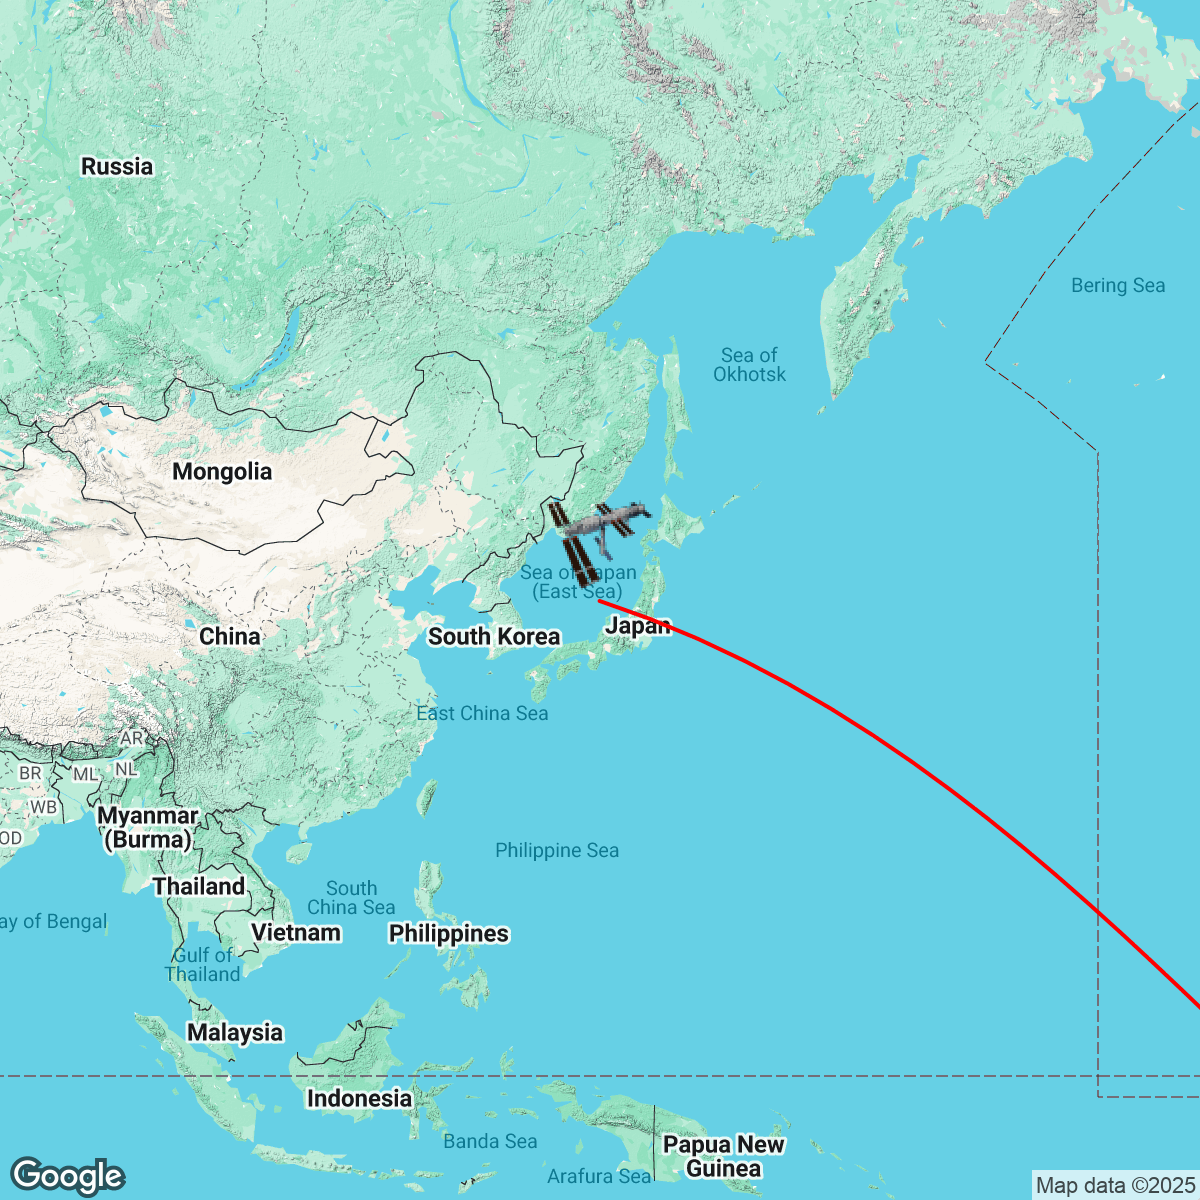 Russia
Bering Sea
Sea of
Okhotsk
Mongolia
Sea of Japan
(East Sea)
Japan
China
South Korea
East China Sea
AR
BR
ML
NL
WB
OD
Myanmar
(Burma)
Philippine Sea
Thailand
South
China Sea
ay of Bengal
Vietnam
Philippines
Gulf of
Thailand
Malaysia
Indonesia
Banda Sea
Papua New
Guinea
Arafura Sea
Google
Map data ©2025